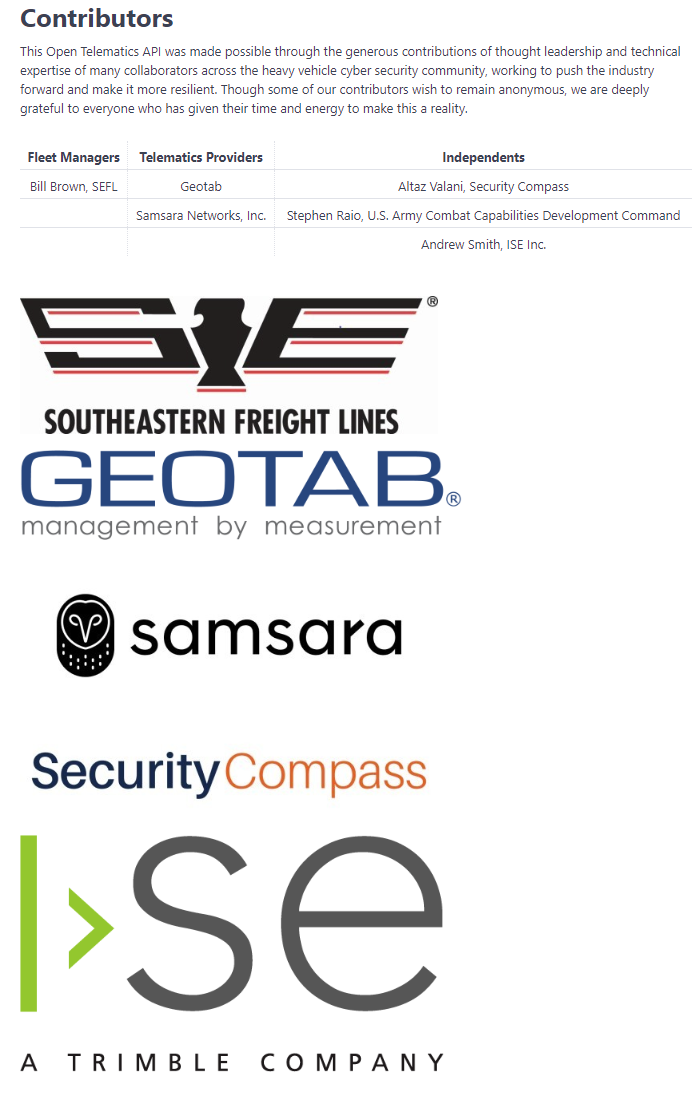 Contributors
This Open Telematics API was made possible through the generous contributions of thought leadership and technical
expertise of many collaborators across the heavy vehicle cyber security community, working to push the industry
forward and make it more resilient. Though some of our contributors wish to remain anonymous, we are deeply
grateful to everyone who has given their time and energy to make this a reality.
Fleet Managers Telematics Providers Independents
Bill Brown, SEFL Geotab Altaz Valani, Security Compass
Samsara Networks, Inc. Stephen Raio, U.S. Army Combat Capabilities Development Command
Andrew Smith, ISE Inc.
SE®
SOUTHEASTERN FREIGHT LINES
GEOTAB®
management by measurement
samsara
SecurityCompass
I>se
A TRIMBLE COMPANY